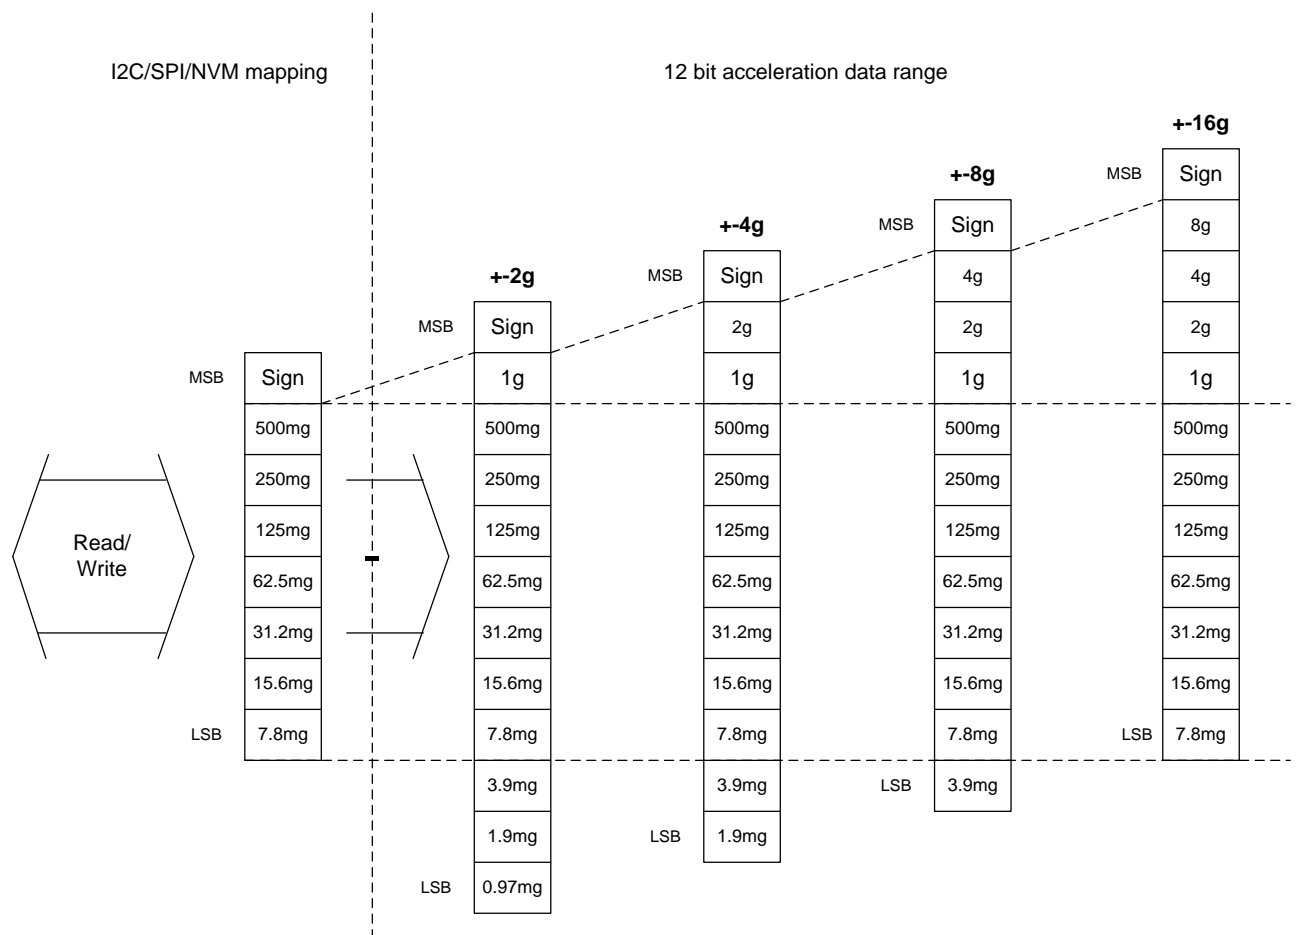 I2C/SPI/NVM mapping
12 bit acceleration data range
Read/
Write
MSB
Sign
500mg
250mg
125mg
62.5mg
31.2mg
15.6mg
LSB
7.8mg
+-2g
MSB
Sign
1g
500mg
250mg
125mg
62.5mg
31.2mg
15.6mg
7.8mg
3.9mg
1.9mg
LSB
0.97mg
+-4g
MSB
Sign
2g
1g
500mg
250mg
125mg
62.5mg
31.2mg
15.6mg
7.8mg
3.9mg
LSB
1.9mg
+-8g
MSB
Sign
4g
2g
1g
500mg
250mg
125mg
62.5mg
31.2mg
15.6mg
7.8mg
LSB
3.9mg
+-16g
MSB
Sign
8g
4g
2g
1g
500mg
250mg
125mg
62.5mg
31.2mg
15.6mg
LSB
7.8mg